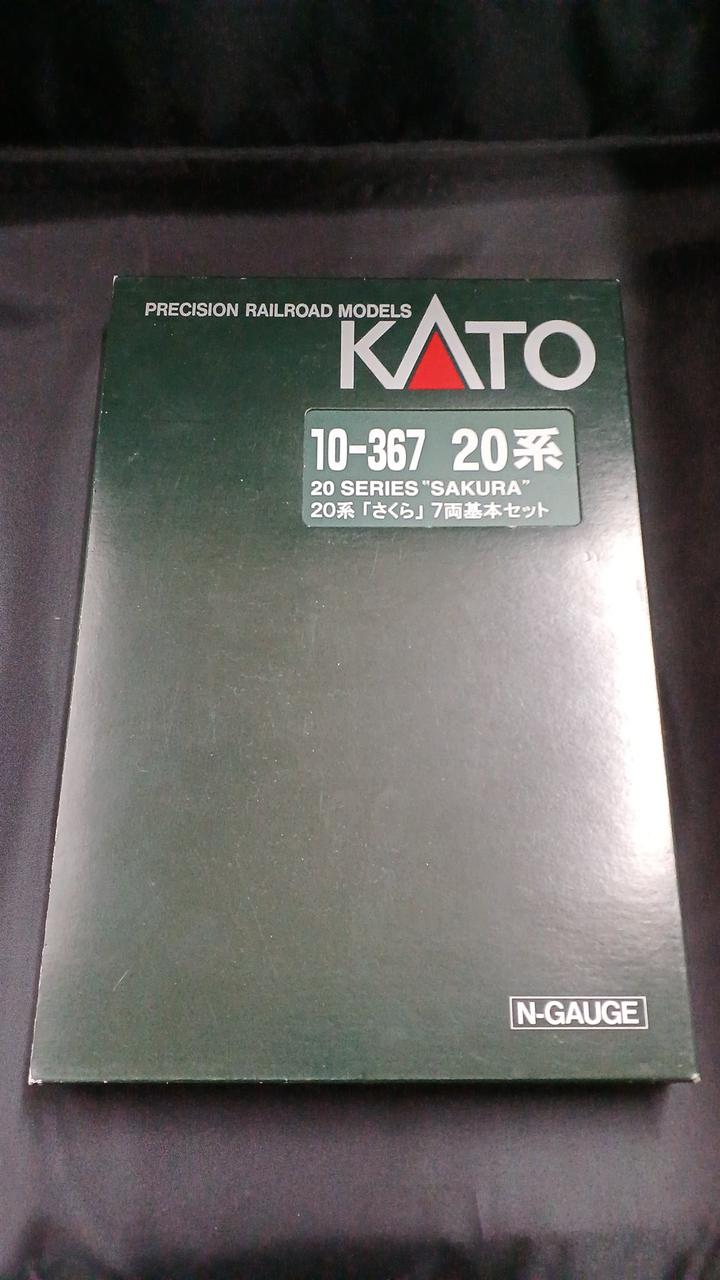 PRECISION RAILROAD MODELS
KATO
10-367 20系
20 SERIES "SAKURA"
20系「さくら」7両基本セット
N-GAUGE